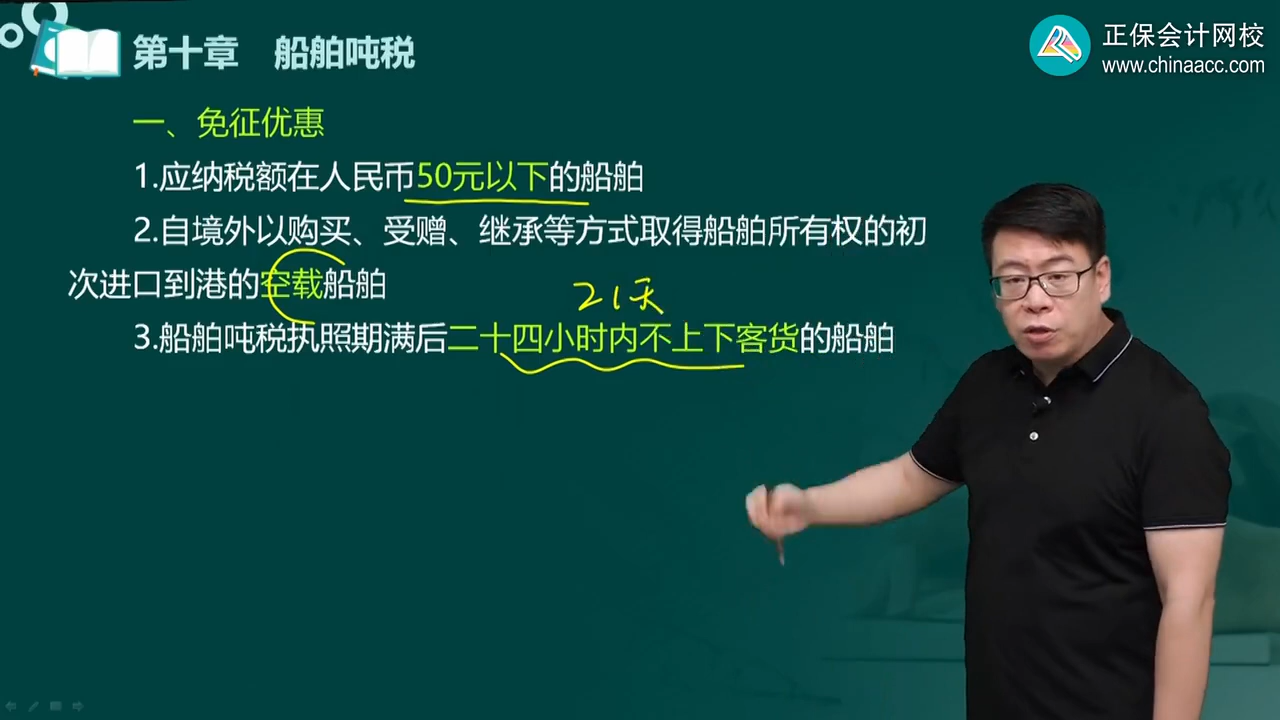 第十章 船舶吨税
正保会计网校
www.chinaacc.com
一、免征优惠
1.应纳税额在人民币50元以下的船舶
2.自境外以购买、受赠、继承等方式取得船舶所有权的初
次进口到港的空载船舶
21天
3.船舶吨税执照期满后二十四小时内不上下客货的船舶